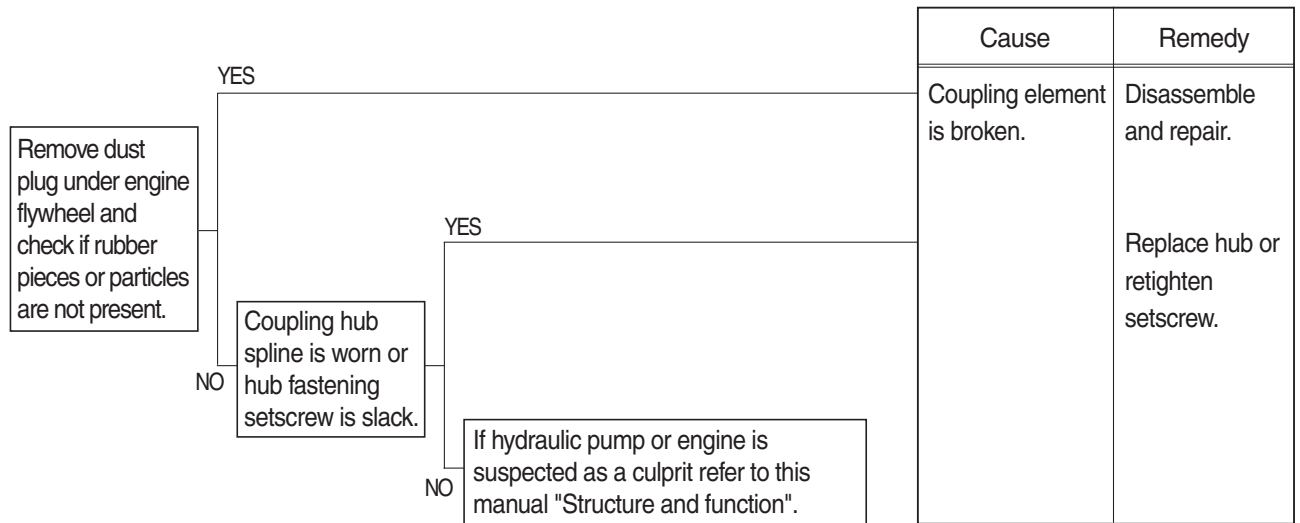 Cause
Remedy
YES
Coupling element
is broken.
Disassemble
and repair.
Remove dust
plug under engine
flywheel and
check if rubber
pieces or particles
are not present.
YES
Replace hub or
retighten
setscrew.
NO
Coupling hub
spline is worn or
hub fastening
setscrew is slack.
NO
If hydraulic pump or engine is
suspected as a culprit refer to this
manual "Structure and function".